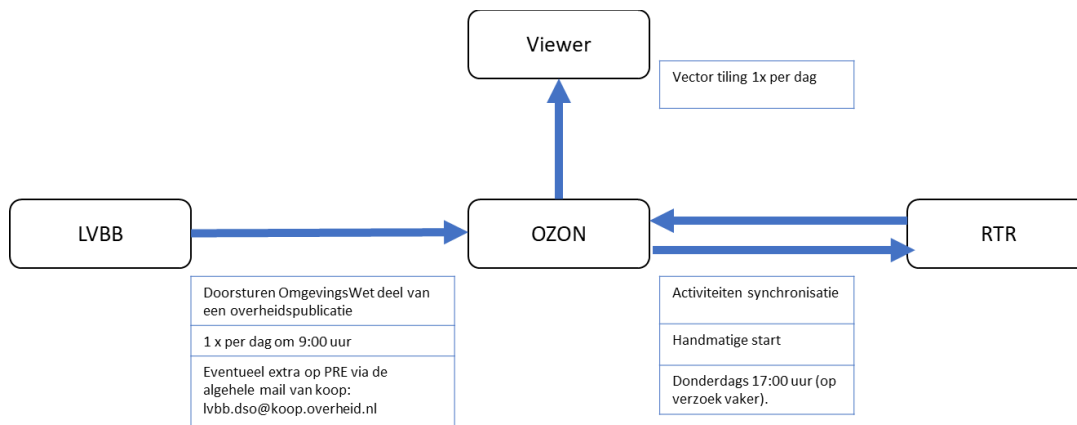 Viewer
Vector tiling 1x per dag
LVBB
OZON
RTR
Doorsturen OmgevingsWet deel van
een overheidspublicatie
1 x per dag om 9:00 uur
Eventueel extra op PRE via de
algehele mail van koop:
lvbb.dso@koop.overheid.nl
Activiteiten synchronisatie
Handmatige start
Donderdags 17:00 uur (op
verzoek vaker).